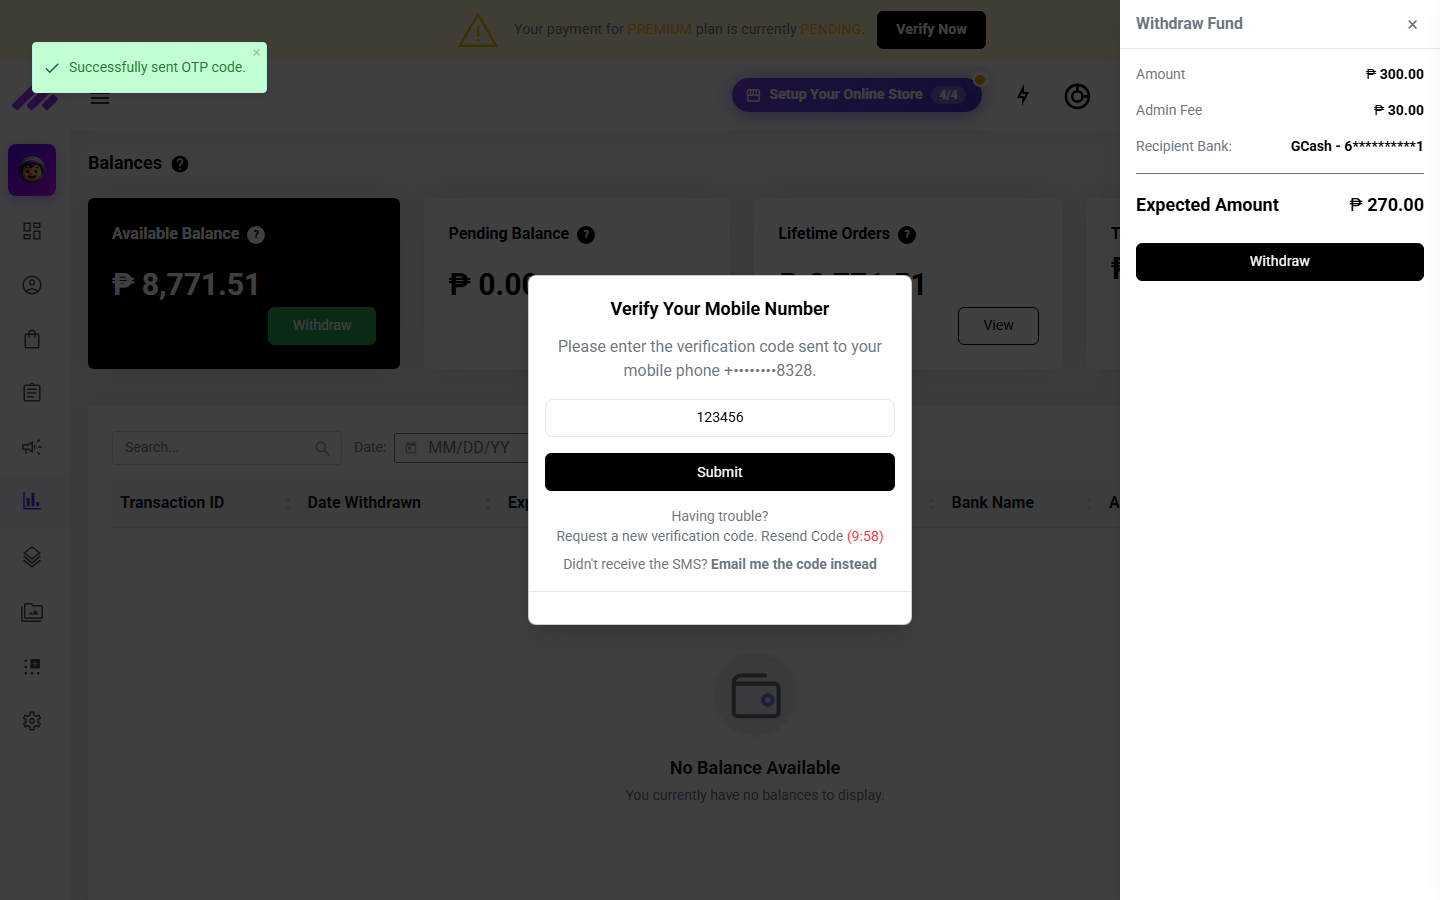 Your payment for PREMIUM plan is currently PENDING.
Verify Now
Successfully sent OTP code.
Setup Your Online Store 4/4
Balances
Available Balance
₱ 8,771.51
Withdraw
Pending Balance
₱ 0.00
Lifetime Orders
View
Search...
Date:
MM/DD/YY
Transaction ID
Date Withdrawn
Bank Name
No Balance Available
You currently have no balances to display.
Verify Your Mobile Number
Please enter the verification code sent to your
mobile phone +••••••••8328.
123456
Submit
Having trouble?
Request a new verification code. Resend Code (9:58)
Didn't receive the SMS? Email me the code instead
Withdraw Fund
Amount ₱ 300.00
Admin Fee ₱ 30.00
Recipient Bank: GCash - 6**********1
Expected Amount ₱ 270.00
Withdraw